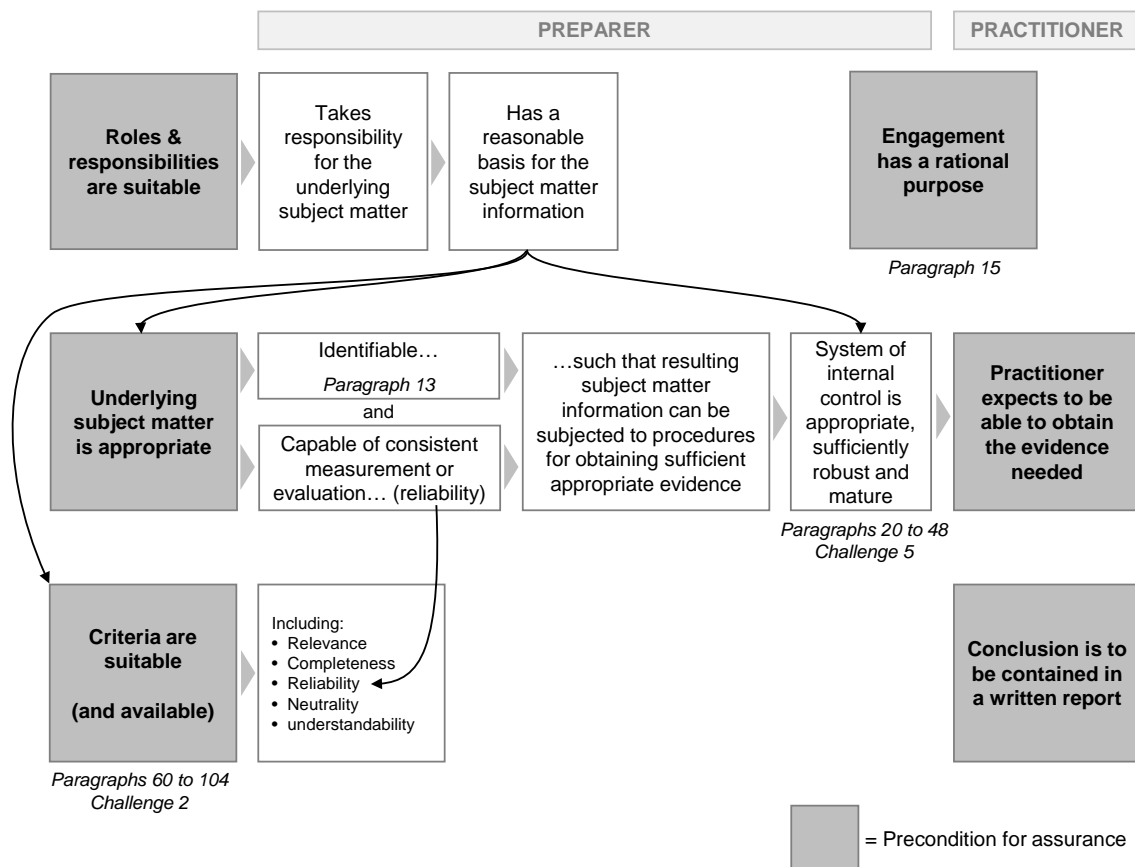 PREPARER
PRACTITIONER
Roles &
responsibilities
are suitable
Takes
responsibility
for the
underlying
subject matter
Has a
reasonable
basis for the
subject matter
information
Engagement
has a rational
purpose
Paragraph 15
Underlying
subject matter
is appropriate
Identifiable…
Paragraph 13
and
Capable of consistent
measurement or
evaluation… (reliability)
…such that resulting
subject matter
information can be
subjected to procedures
for obtaining sufficient
appropriate evidence
System of
internal
control is
appropriate,
sufficiently
robust and
mature
Paragraphs 20 to 48
Challenge 5
Practitioner
expects to be
able to obtain
the evidence
needed
Criteria are
suitable
(and available)
Paragraphs 60 to 104
Challenge 2
Including:
• Relevance
• Completeness
• Reliability
• Neutrality
• understandability
Conclusion is to
be contained in
a written report
= Precondition for assurance